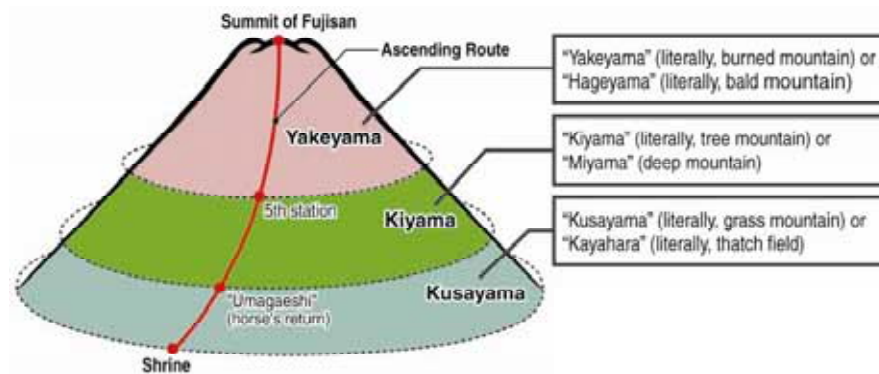 Summit of Fujisan
Ascending Route
"Yakeyama" (literally, burned mountain) or
"Hageyama" (literally, bald mountain)
Yakeyama
"Kiyama" (literally, tree mountain) or
"Miyama" (deep mountain)
5th station
Kiyama
"Kusayama" (literally, grass mountain) or
"Kayahara" (literally, thatch field)
Kusayama
"Umagaeshi"
(horse's return)
Shrine